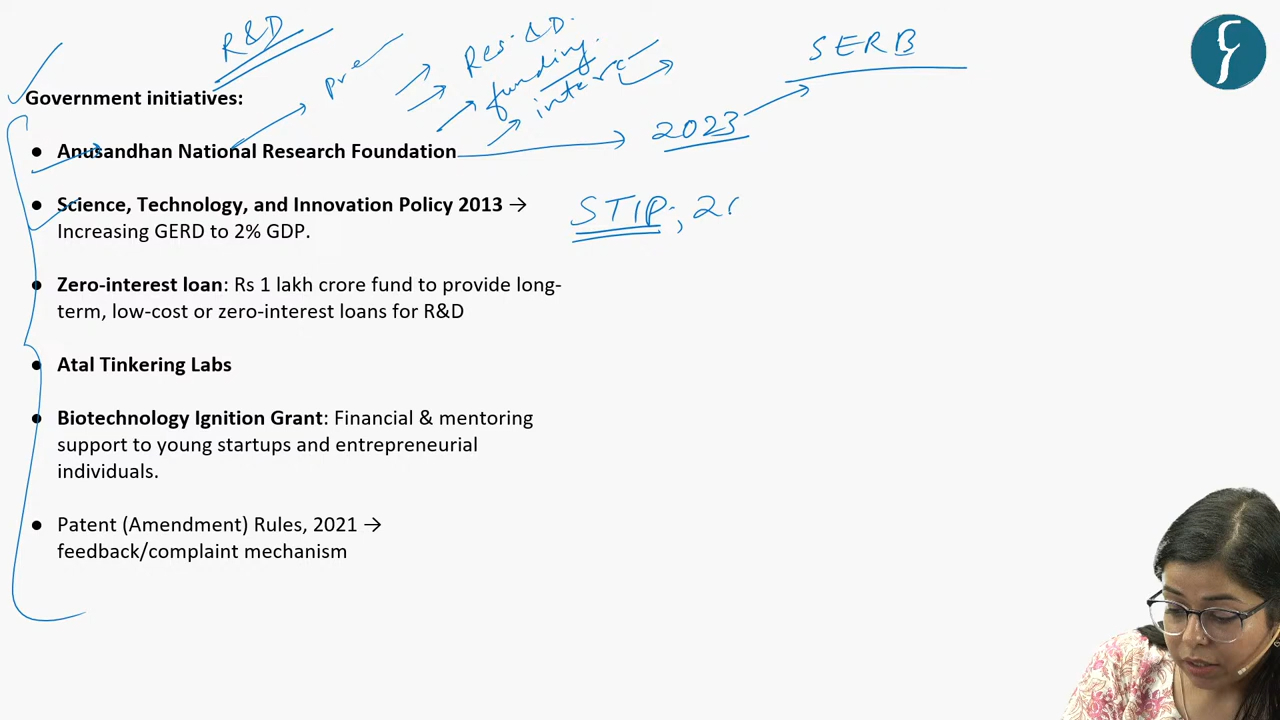 R&D
pre
Res. & D.
funding.
SERB
Government initiatives:
2023
● Anusandhan National Research Foundation
● Science, Technology, and Innovation Policy 2013 →
Increasing GERD to 2% GDP.
STIP,
● Zero-interest loan: Rs 1 lakh crore fund to provide long-
term, low-cost or zero-interest loans for R&D
● Atal Tinkering Labs
● Biotechnology Ignition Grant: Financial & mentoring
support to young startups and entrepreneurial
individuals.
● Patent (Amendment) Rules, 2021 →
feedback/complaint mechanism